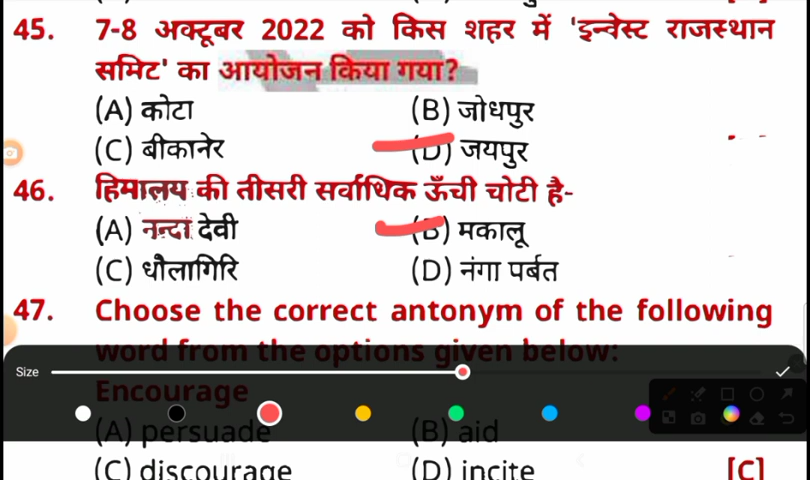 45. 7-8 अक्टूबर 2022 को किस शहर में 'इन्वेस्ट राजस्थान
समिट' का आयोजन किया गया?
(A) कोटा (B) जोधपुर
(C) बीकानेर (D) जयपुर
46. हिमालय की तीसरी सर्वाधिक ऊँची चोटी है-
(A) नन्दा देवी (B) मकालू
(C) धौलागिरि (D) नंगा पर्बत
47. Choose the correct antonym of the following
word from the options given below:
Size
Encourage
(A) persuade (B) aid
(C) discourage (D) incite [C]